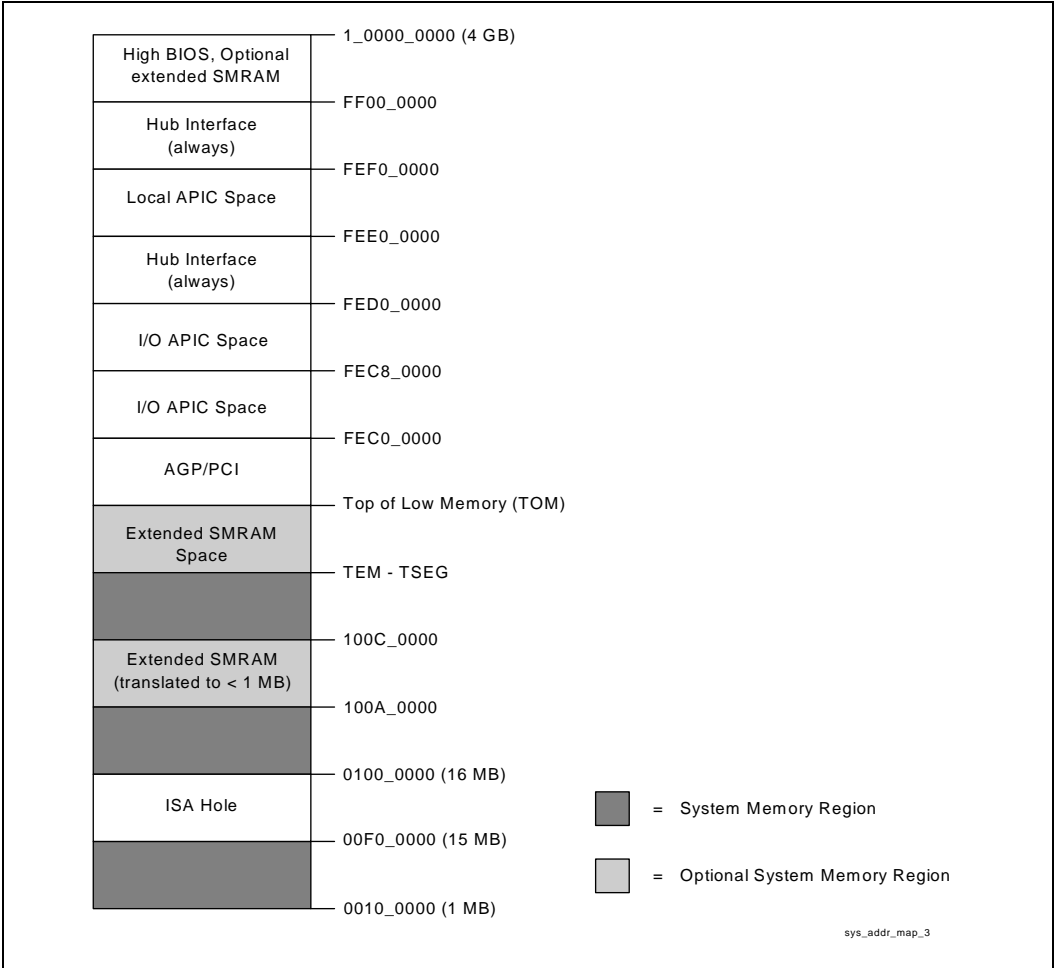 1_0000_0000 (4 GB)
High BIOS, Optional
extended SMRAM
FF00_0000
Hub Interface
(always)
FEF0_0000
Local APIC Space
FEE0_0000
Hub Interface
(always)
FED0_0000
I/O APIC Space
FEC8_0000
I/O APIC Space
FEC0_0000
AGP/PCI
Top of Low Memory (TOM)
Extended SMRAM
Space
TEM - TSEG
100C_0000
Extended SMRAM
(translated to < 1 MB)
100A_0000
0100_0000 (16 MB)
ISA Hole
= System Memory Region
00F0_0000 (15 MB)
= Optional System Memory Region
0010_0000 (1 MB)
sys_addr_map_3